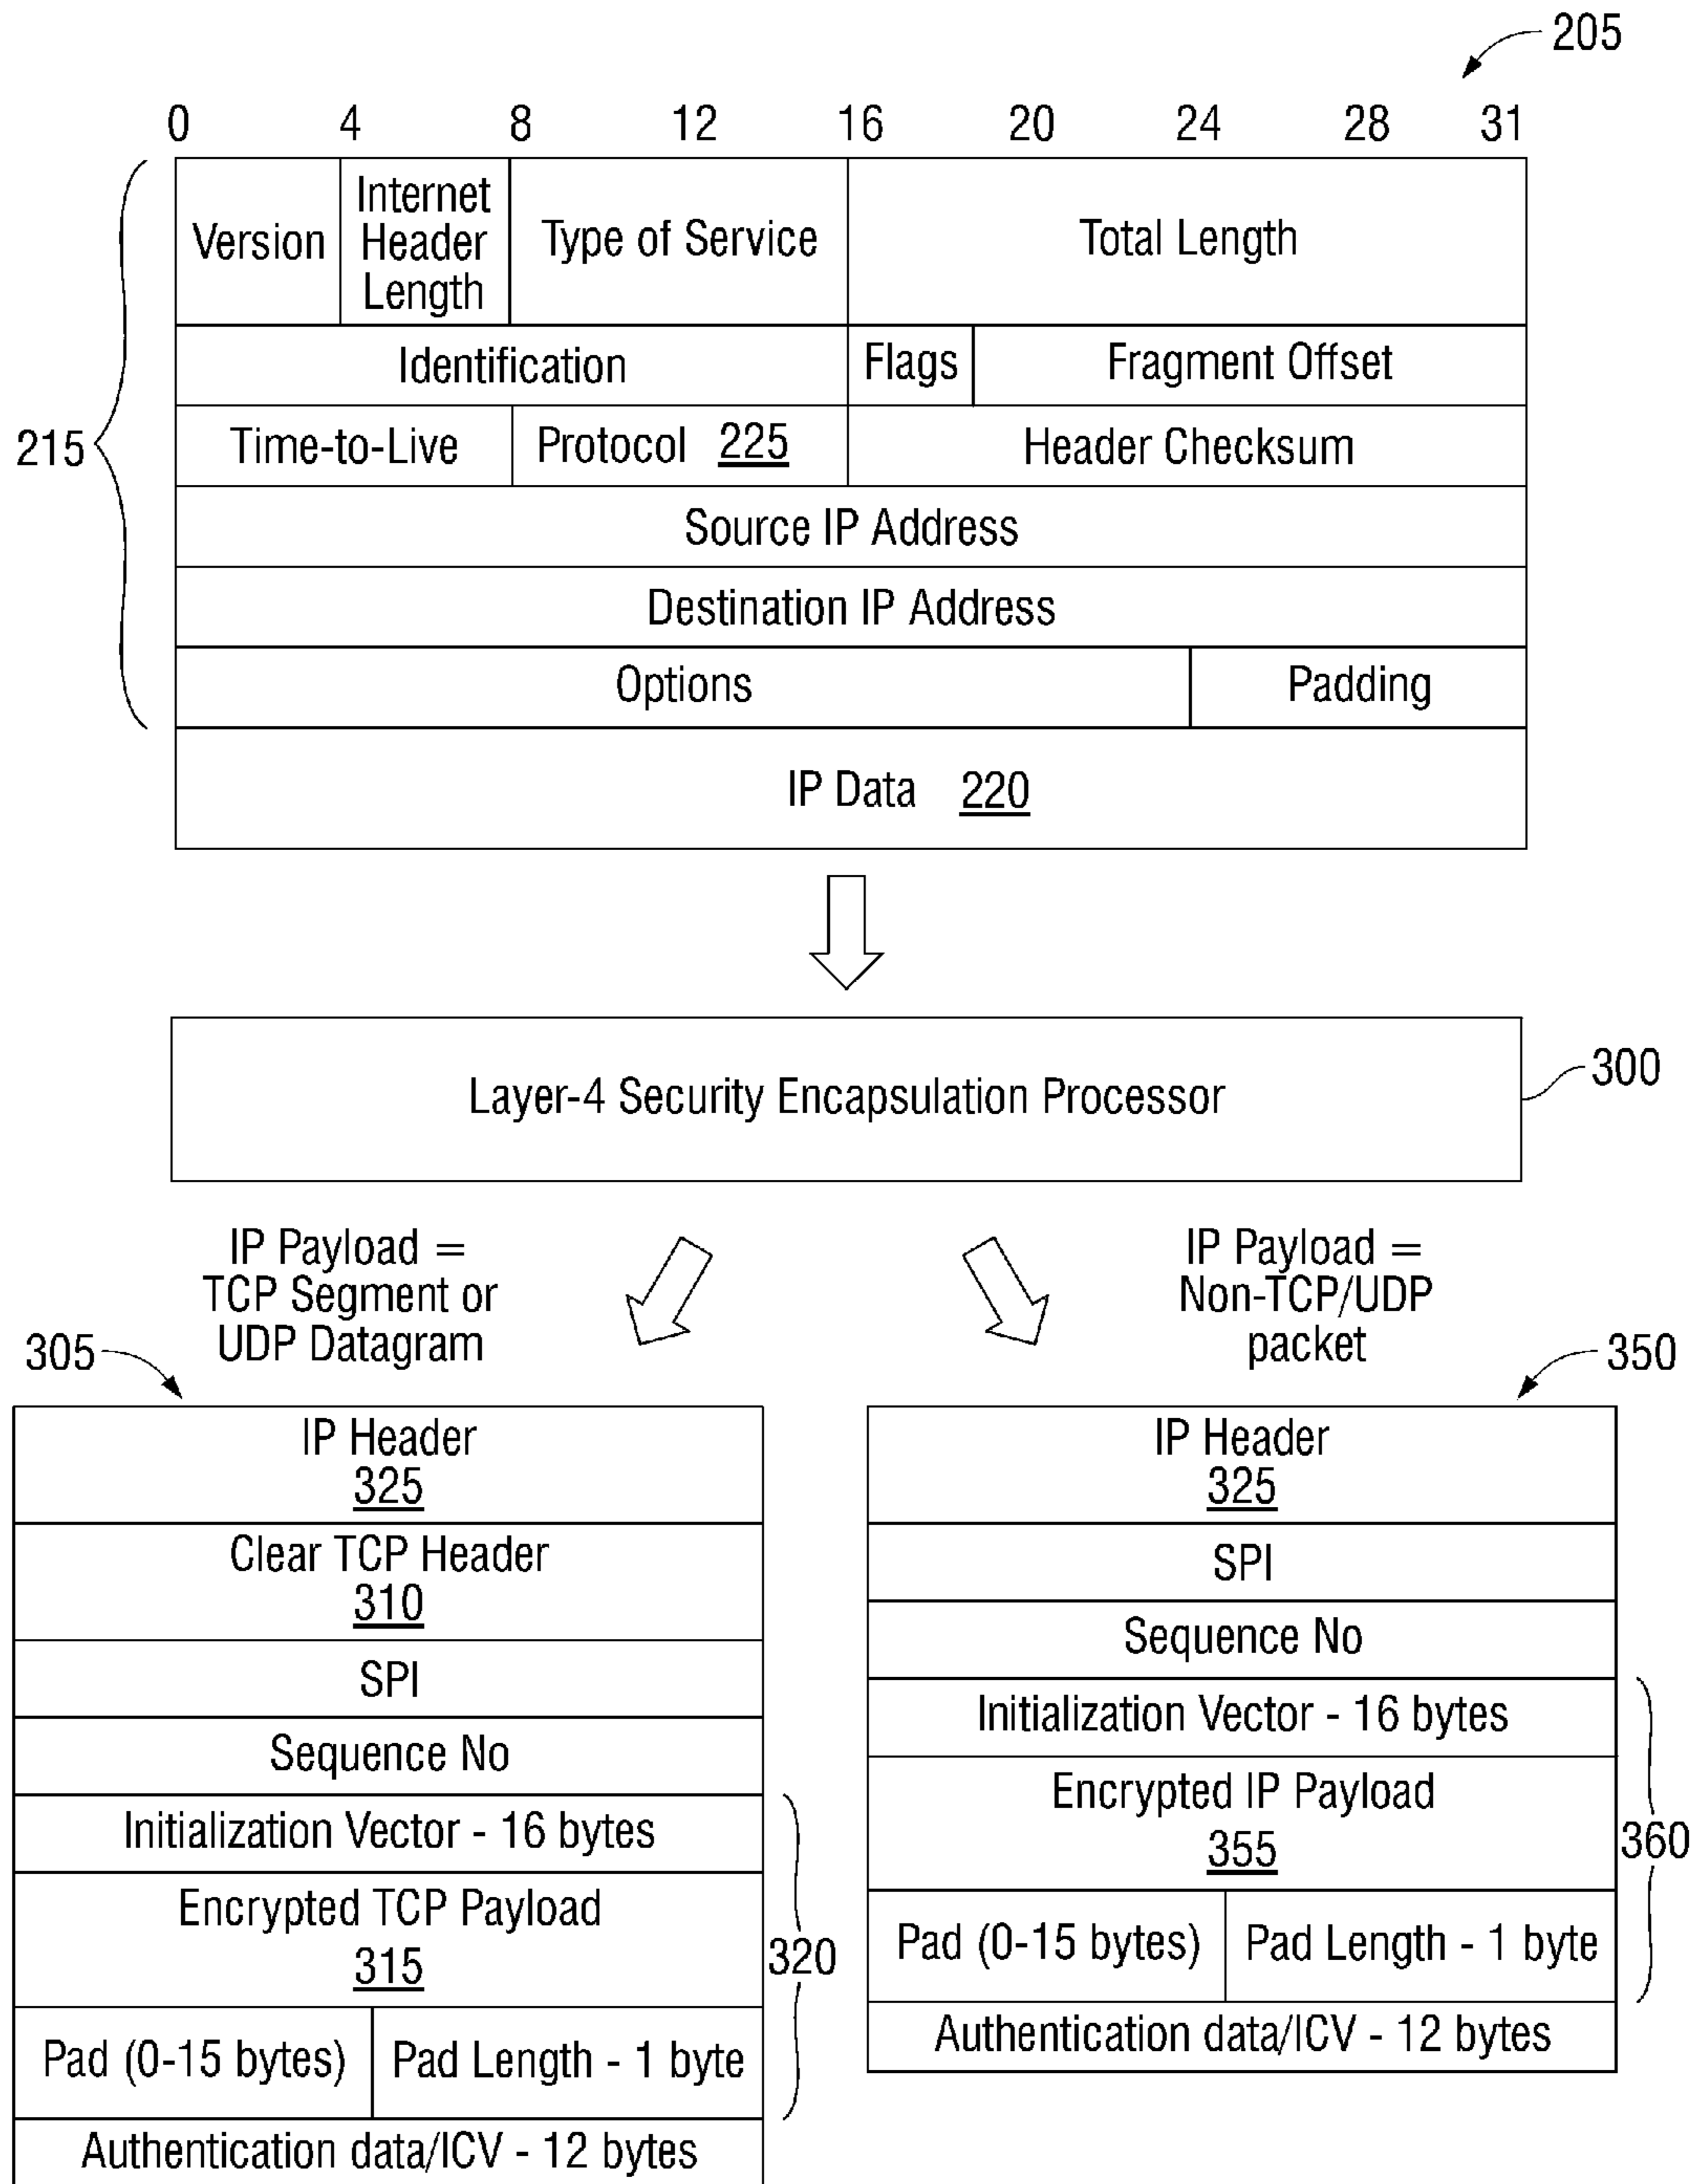 205
0 4 8 12 16 20 24 28 31
Version
Internet
Header
Length
Type of Service
Total Length
Identification
Flags
Fragment Offset
215
Time-to-Live
Protocol 225
Header Checksum
Source IP Address
Destination IP Address
Options
Padding
IP Data 220
Layer-4 Security Encapsulation Processor
300
IP Payload =
TCP Segment or
UDP Datagram
IP Payload =
Non-TCP/UDP
packet
305
IP Header
325
Clear TCP Header
310
SPI
Sequence No
Initialization Vector - 16 bytes
Encrypted TCP Payload
315
320
Pad (0-15 bytes)
Pad Length - 1 byte
Authentication data/ICV - 12 bytes
350
IP Header
325
SPI
Sequence No
Initialization Vector - 16 bytes
Encrypted IP Payload
355
360
Pad (0-15 bytes)
Pad Length - 1 byte
Authentication data/ICV - 12 bytes